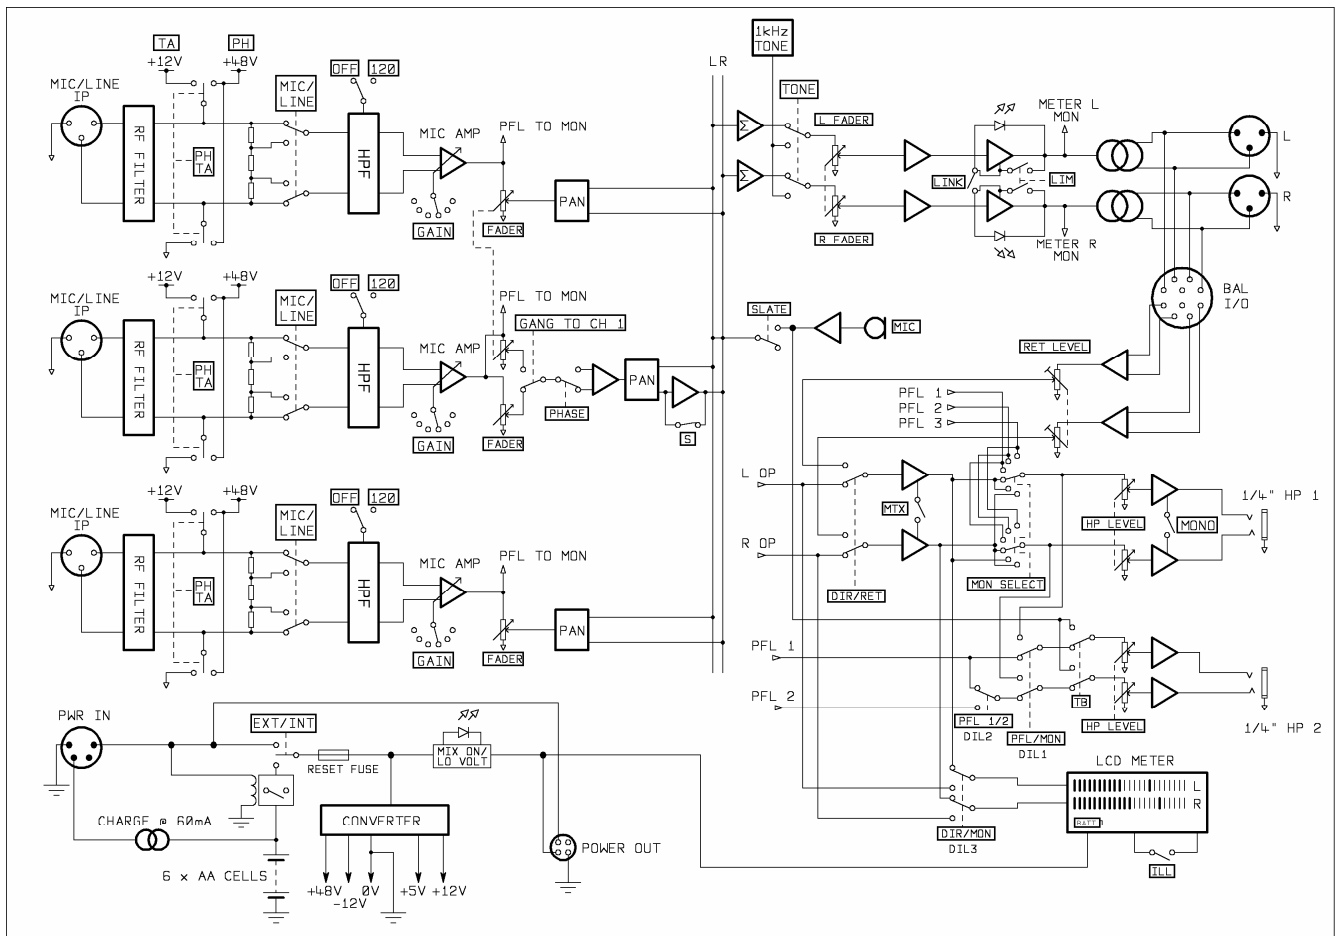 1kHz
TONE
TA
PH
+12V
+48V
OFF
120
L R
MIC/LINE
IP
MIC/
LINE
TONE
L FADER
METER L
MON
RF FILTER
PH
TA
HPF
MIC AMP
PFL TO MON
Σ
Σ
L
LINK
LIM
GAIN
FADER
PAN
R FADER
METER R
MON
R
+12V
+48V
OFF
120
MIC/LINE
IP
MIC/
LINE
PFL TO MON
GANG TO CH 1
SLATE
MIC
BAL
I/O
RF FILTER
PH
TA
HPF
MIC AMP
PAN
RET LEVEL
PHASE
GAIN
FADER
S
PFL 1
PFL 2
PFL 3
L OP
R OP
MTX
DIR/RET
MON SELECT
HP LEVEL
MONO
1/4" HP 1
+12V
+48V
OFF
120
MIC/LINE
IP
MIC/
LINE
RF FILTER
PH
TA
HPF
MIC AMP
PFL TO MON
GAIN
FADER
PAN
PFL 1
PFL 2
PFL 1/2
DIL2
PFL/MON
DIL1
TB
HP LEVEL
1/4" HP 2
PWR IN
EXT/INT
RESET FUSE
MIX ON/
LO VOLT
LCD METER
L
R
BATT
CHARGE @ 60mA
CONVERTER
POWER OUT
DIR/MON
DIL3
ILL
6 x AA CELLS
+48V
-12V
0V
+5V
+12V